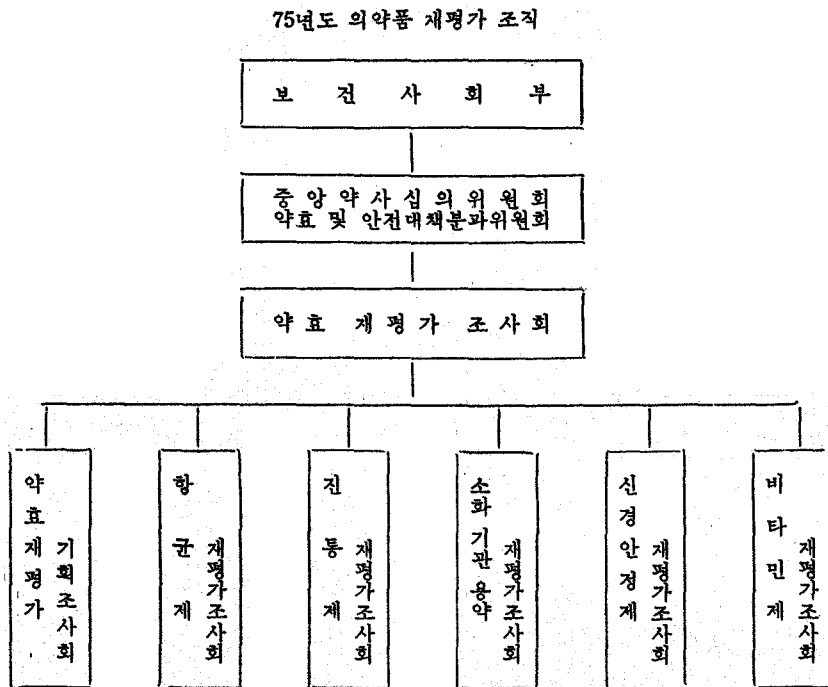 75년도 의약품 재평가 조직
보 건 사 회 부
중 앙 약 사 십 의 위 원 회
약효 및 안전대책분과위원회
약효 재평가 조사회
약효재평가
기획조사회
항균제
재평가조사회
진통제
재평가조사회
소화기관용약
재평가조사회
신경안정제
재평가조사회
비타민제
재평가조사회